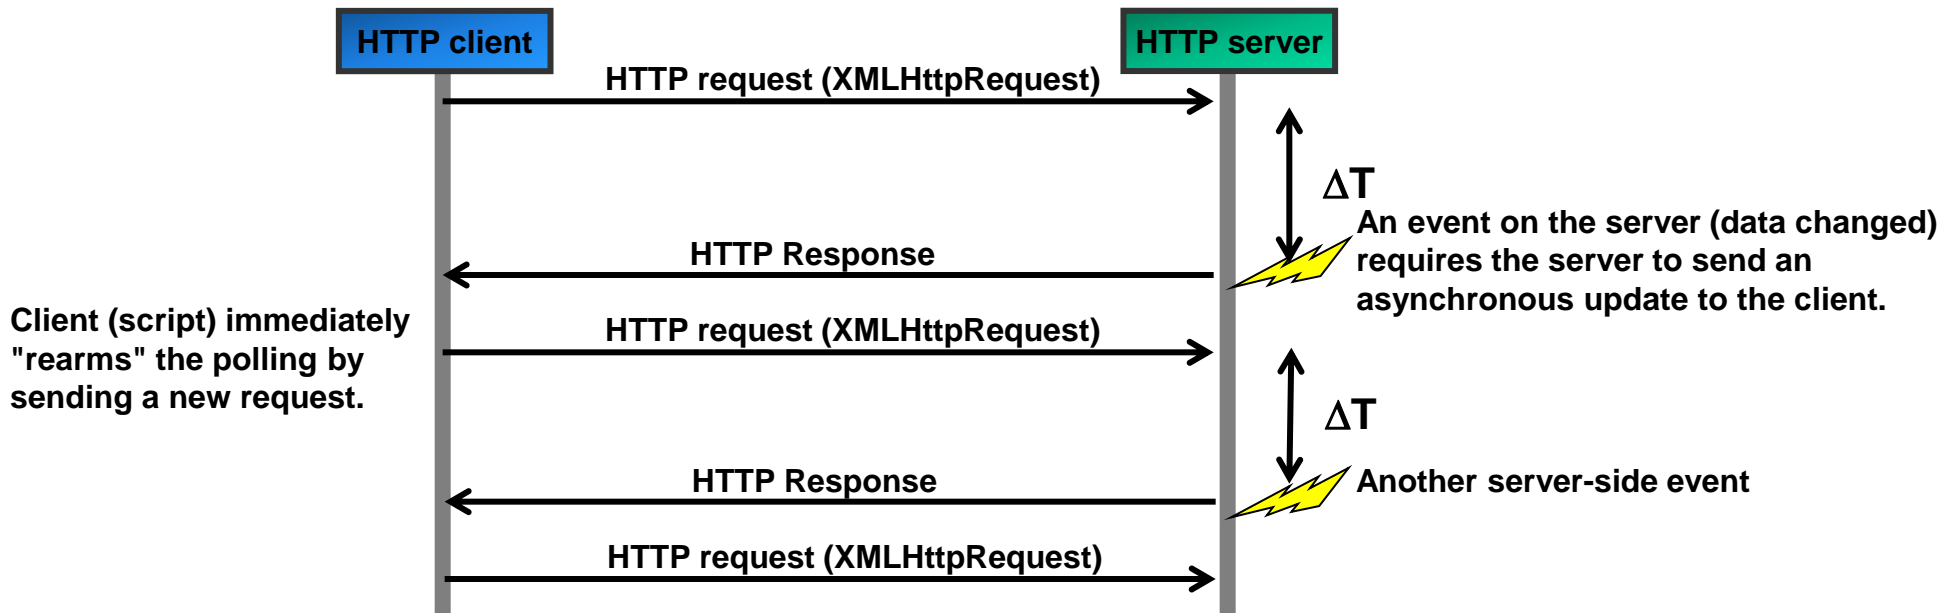 HTTP client
HTTP server
HTTP request (XMLHttpRequest)
ΔT
An event on the server (data changed)
requires the server to send an
asynchronous update to the client.
HTTP Response
Client (script) immediately
"rearms" the polling by
sending a new request.
HTTP request (XMLHttpRequest)
ΔT
HTTP Response
Another server-side event
HTTP request (XMLHttpRequest)